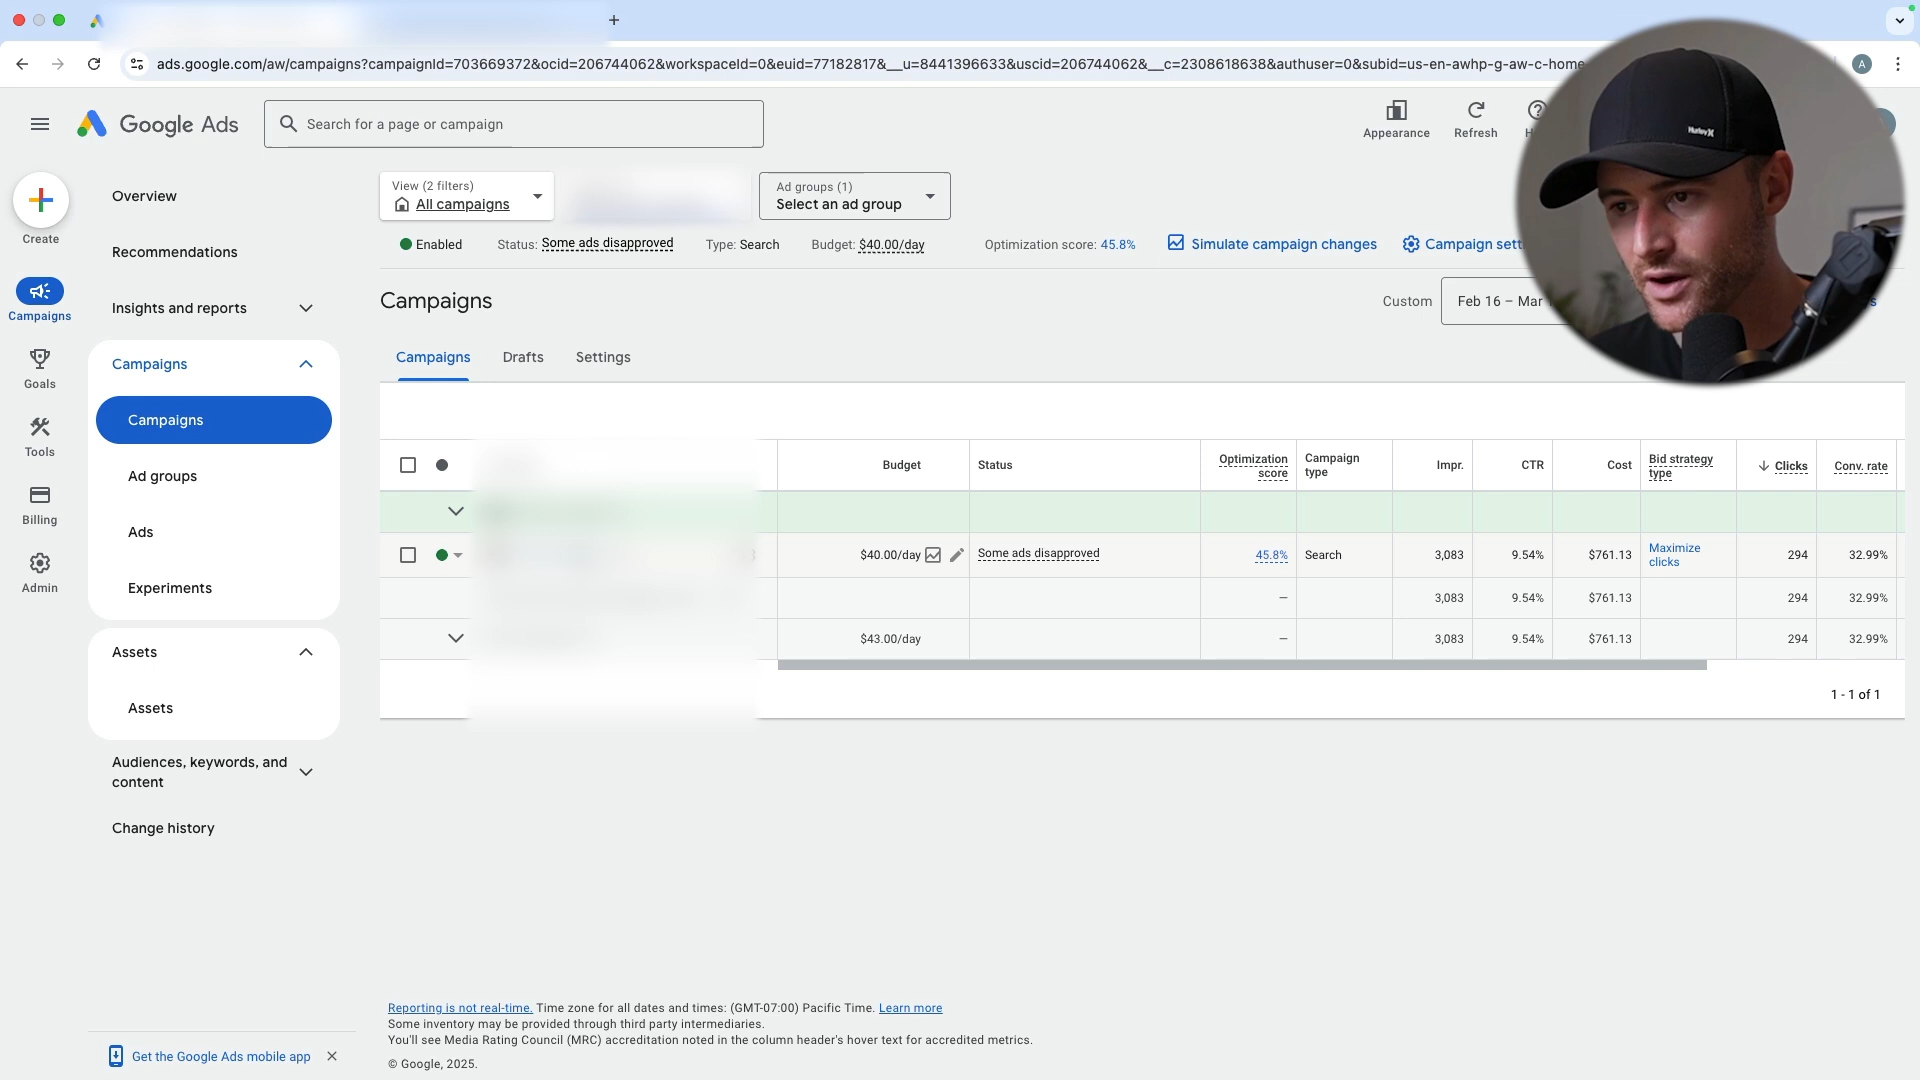 ads.google.com/aw/campaigns?campaignId=703669372&ocid=206744062&workspaceId=0&euid=77182817&__u=8441396633&uscid=206744062&__c=2308618638&authuser=0&subid=us-en-awhp-g-aw-c-home-
A
Google Ads
Search for a page or campaign
Appearance
Refresh
Hurley
Create
Campaigns
Goals
Tools
Billing
Admin
Overview
Recommendations
Insights and reports
Campaigns
Campaigns
Ad groups
Ads
Experiments
Assets
Assets
Audiences, keywords, and
content
Change history
Get the Google Ads mobile app
View (2 filters)
All campaigns
Ad groups (1)
Select an ad group
Enabled Status: Some ads disapproved Type: Search Budget: $40.00/day Optimization score: 45.8% Simulate campaign changes Campaign sett
Campaigns
Custom Feb 16 – Mar
Campaigns Drafts Settings
Budget Status Optimization score Campaign type Impr. CTR Cost Bid strategy type Clicks Conv. rate
$40.00/day Some ads disapproved 45.8% Search 3,083 9.54% $761.13 Maximize clicks 294 32.99%
— 3,083 9.54% $761.13 294 32.99%
$43.00/day — 3,083 9.54% $761.13 294 32.99%
1 - 1 of 1
Reporting is not real-time. Time zone for all dates and times: (GMT-07:00) Pacific Time. Learn more
Some inventory may be provided through third party intermediaries.
You'll see Media Rating Council (MRC) accreditation noted in the column header's hover text for accredited metrics.
© Google, 2025.